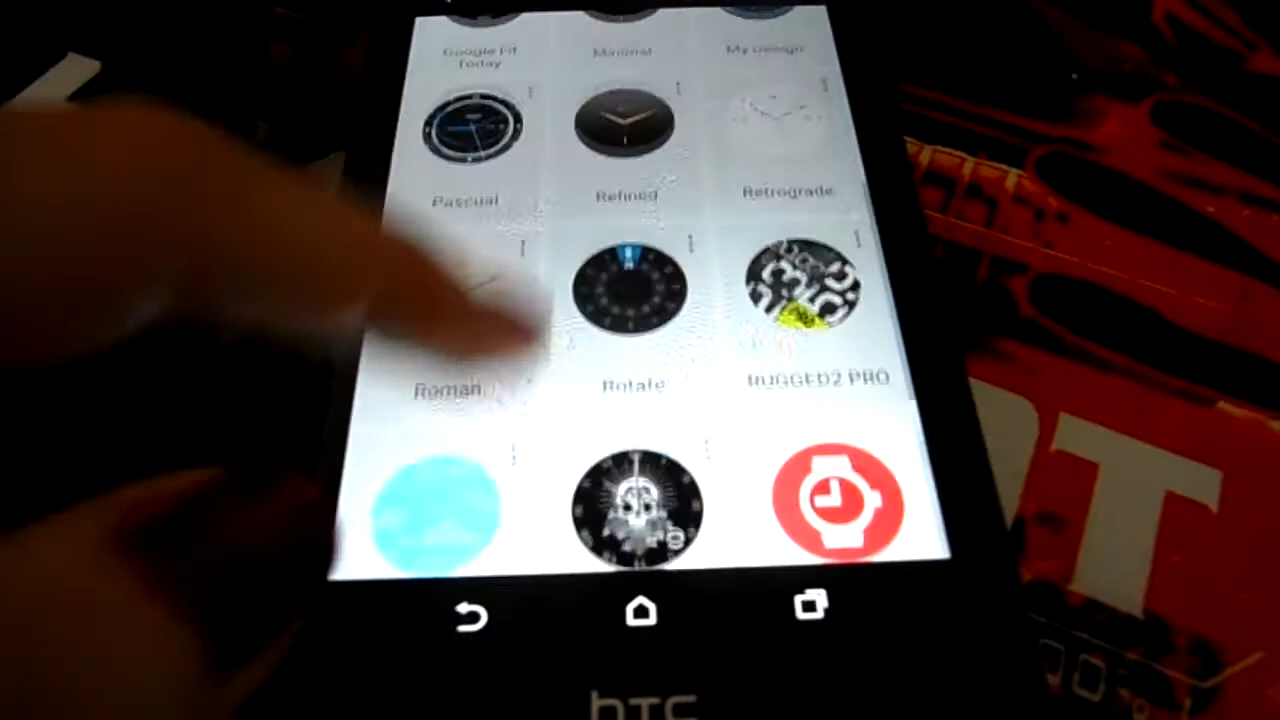 Google Fit
Today
Minimal
My Design
Pascual
Refined
Retrograde
Roman
Rotate
RUGGED2 PRO
hTC